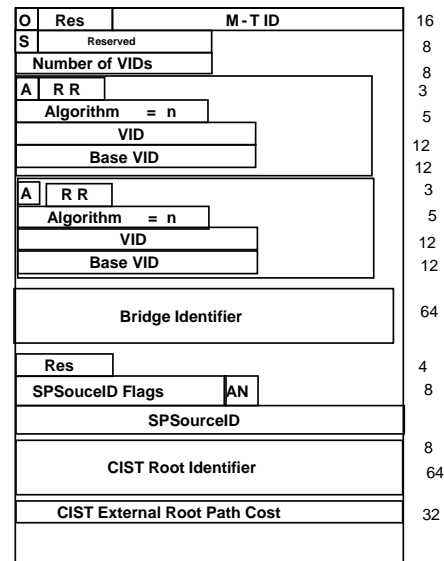 O Res M - T ID 16
S Reserved 8
Number of VIDs 8
A R R 3
Algorithm = n 5
VID 12
Base VID 12
A R R 3
Algorithm = n 5
VID 12
Base VID 12
Bridge Identifier 64
Res 4
SPSouceID Flags AN 8
SPSourceID
8
CIST Root Identifier 64
CIST External Root Path Cost 32